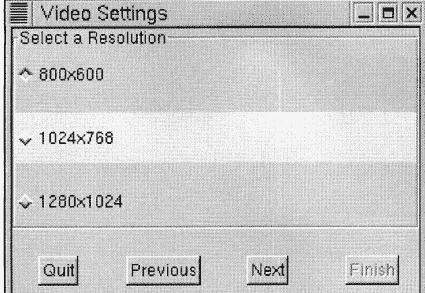 Video Settings
Select a Resolution
800x600
1024x768
1280x1024
Quit Previous Next Finish